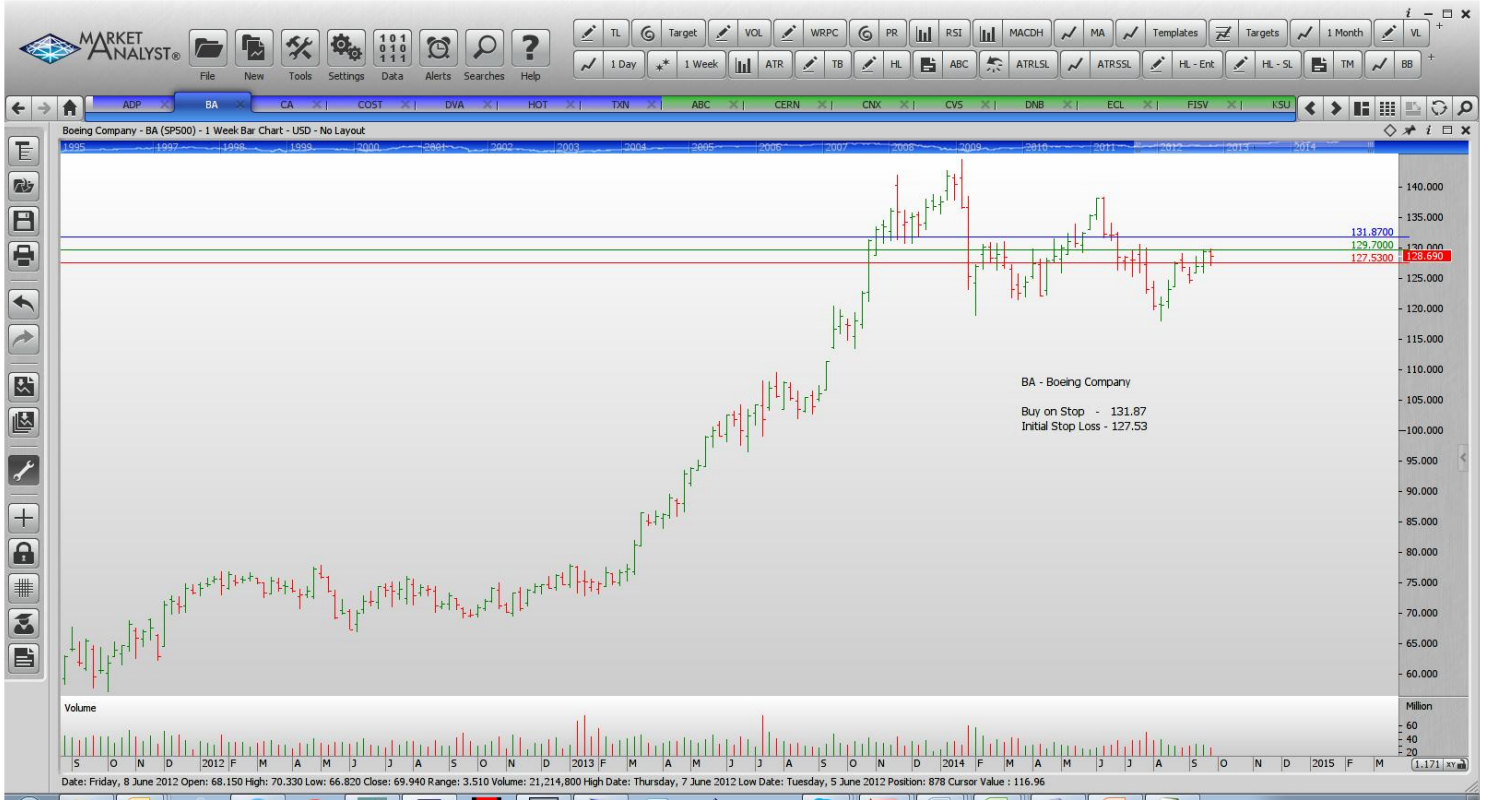 MARKET
ANALYST®
File New Tools Settings Data Alerts Searches Help
101
010
111
TL Target VOL WRPC PR RSI MACDH MA Templates Targets 1 Month VL
1 Day 1 Week ATR TB HL ABC ATRLSL ATRSSL HL - Ent HL - SL TM BB
ADP BA CA COST DVA HOT TXN ABC CERN CNX CVS DNB ECL FISV KSU
Boeing Company - BA (SP500) - 1 Week Bar Chart - USD - No Layout
1995 1997 1998 1999 2000 2001 2002 2003 2004 2005 2006 2007 2008 2009 2010 2011 2012 2013 2014
140.000
135.000
131.8700
129.7000 130.000
127.5300 128.690
125.000
120.000
115.000
110.000
105.000
100.000
95.000
90.000
85.000
80.000
75.000
70.000
65.000
60.000
BA - Boeing Company
Buy on Stop - 131.87
Initial Stop Loss - 127.53
Volume
Million
60
40
20
S O N D 2012 F M A M J J A S O N D 2013 F M A M J J A S O N D 2014 F M A M J J A S O N D 2015 F M
1.171 XY
Date: Friday, 8 June 2012 Open: 68.150 High: 70.330 Low: 66.820 Close: 69.940 Range: 3.510 Volume: 21,214,800 High Date: Thursday, 7 June 2012 Low Date: Tuesday, 5 June 2012 Position: 878 Cursor Value : 116.96